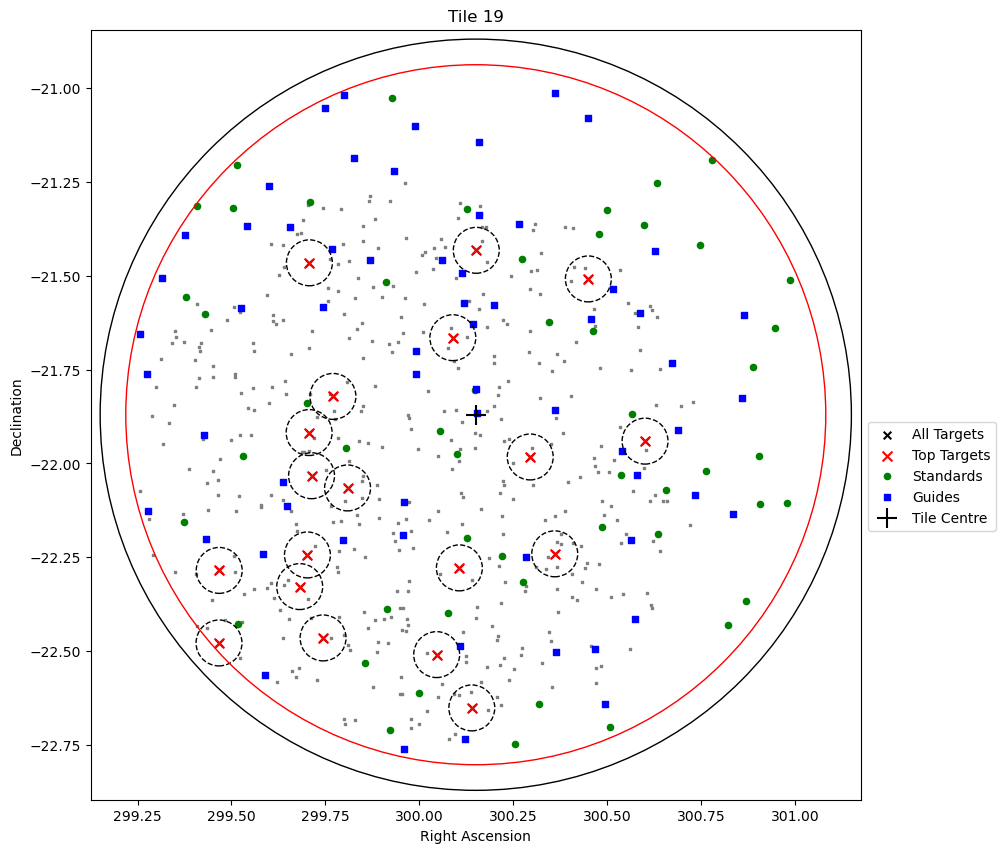 Tile 19
Declination
−21.00
−21.25
−21.50
−21.75
−22.00
−22.25
−22.50
−22.75
299.25 299.50 299.75 300.00 300.25 300.50 300.75 301.00
Right Ascension
All Targets
Top Targets
Standards
Guides
Tile Centre